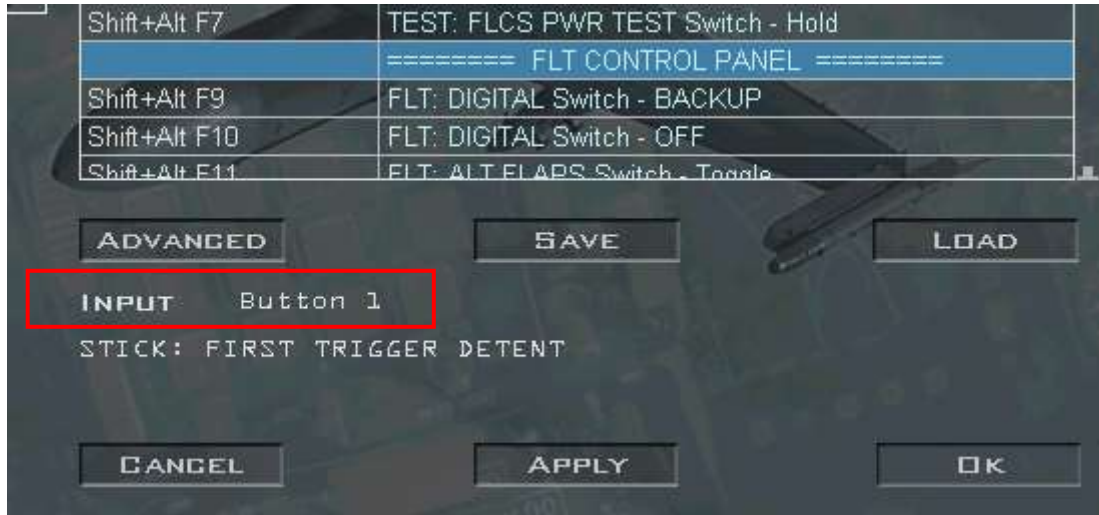 Shift+Alt F7 TEST: FLCS PWR TEST Switch - Hold
======== FLT CONTROL PANEL ========
Shift+Alt F9 FLT: DIGITAL Switch - BACKUP
Shift+Alt F10 FLT: DIGITAL Switch - OFF
Shift+Alt F11 FLT: ALT FLAPS Switch - Toggle
ADVANCED SAVE LOAD
INPUT Button 1
STICK: FIRST TRIGGER DETENT
CANCEL APPLY OK